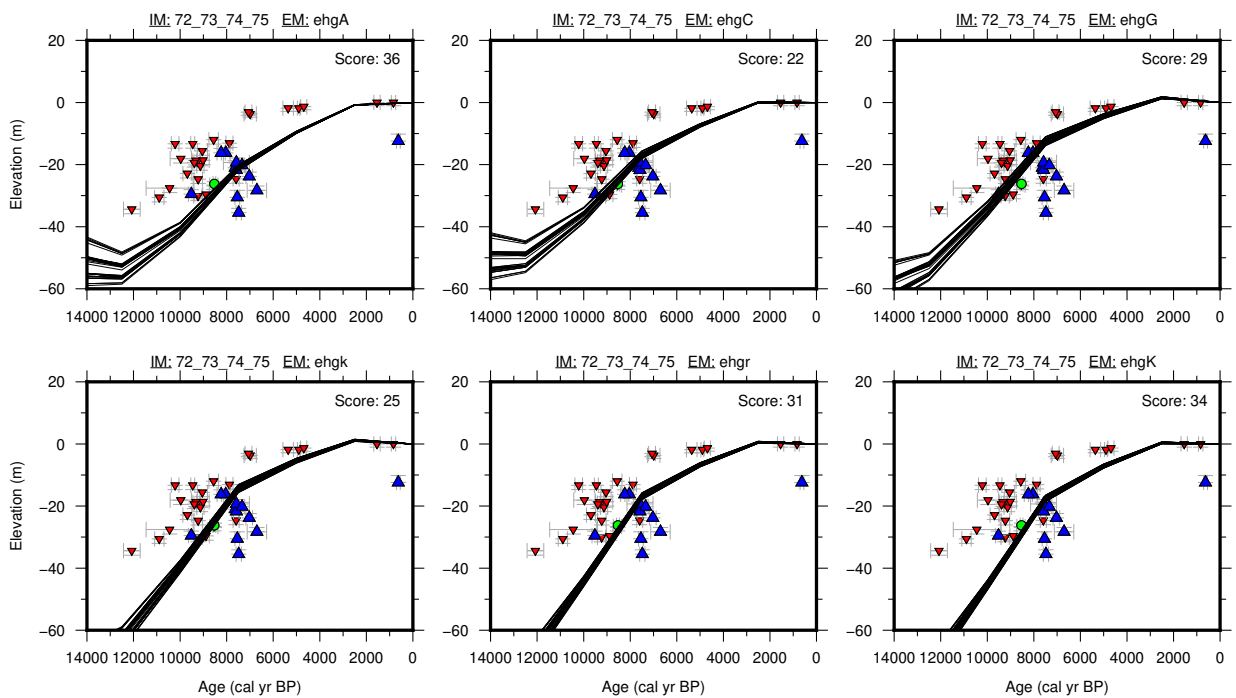 IM: 72_73_74_75 EM: ehgA
IM: 72_73_74_75 EM: ehgC
IM: 72_73_74_75 EM: ehgG
20
0
−20
−40
−60
Elevation (m)
Score: 36
14000 12000 10000 8000 6000 4000 2000 0
20
0
−20
−40
−60
Score: 22
14000 12000 10000 8000 6000 4000 2000 0
20
0
−20
−40
−60
Score: 29
14000 12000 10000 8000 6000 4000 2000 0
IM: 72_73_74_75 EM: ehgk
IM: 72_73_74_75 EM: ehgr
IM: 72_73_74_75 EM: ehgK
20
0
−20
−40
−60
Elevation (m)
Score: 25
14000 12000 10000 8000 6000 4000 2000 0
Age (cal yr BP)
20
0
−20
−40
−60
Score: 31
14000 12000 10000 8000 6000 4000 2000 0
Age (cal yr BP)
20
0
−20
−40
−60
Score: 34
14000 12000 10000 8000 6000 4000 2000 0
Age (cal yr BP)